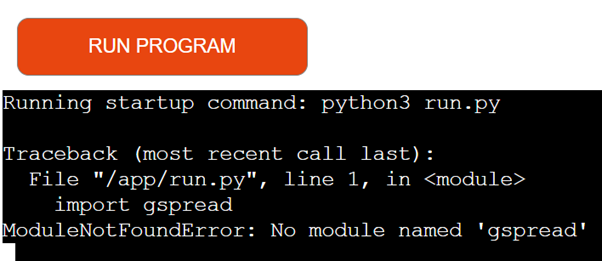 RUN PROGRAM
Running startup command: python3 run.py
Traceback (most recent call last):
File "/app/run.py", line 1, in <module>
import gspread
ModuleNotFoundError: No module named 'gspread'